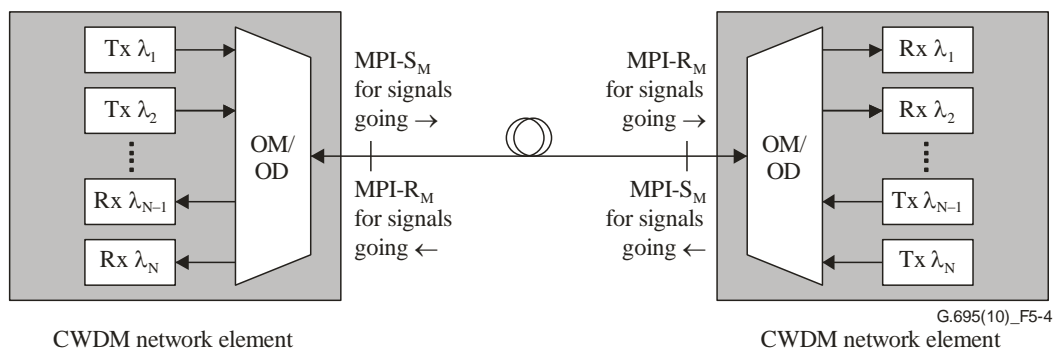 Tx λ1
Tx λ2
Rx λN–1
Rx λN
OM/
OD
MPI-SM
for signals
going →
MPI-RM
for signals
going ←
MPI-RM
for signals
going →
MPI-SM
for signals
going ←
OM/
OD
Rx λ1
Rx λ2
Tx λN–1
Tx λN
G.695(10)_F5-4
CWDM network element
CWDM network element